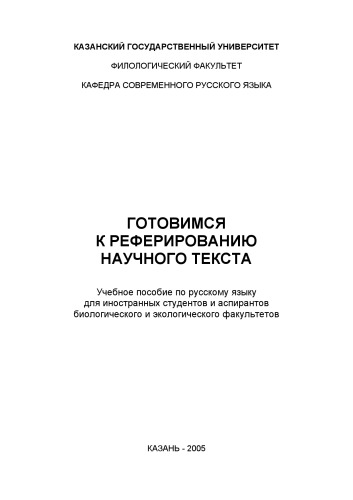 КАЗАНСКИЙ ГОСУДАРСТВЕННЫЙ УНИВЕРСИТЕТ
ФИЛОЛОГИЧЕСКИЙ ФАКУЛЬТЕТ
КАФЕДРА СОВРЕМЕННОГО РУССКОГО ЯЗЫКА
ГОТОВИМСЯ
К РЕФЕРИРОВАНИЮ
НАУЧНОГО ТЕКСТА
Учебное пособие по русскому языку
для иностранных студентов и аспирантов
биологического и экологического факультетов
КАЗАНЬ - 2005